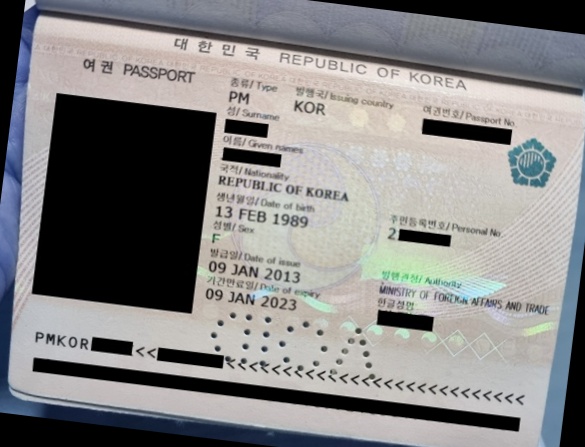 대한민국 REPUBLIC OF KOREA
여권 PASSPORT
종류/ Type 발행국/ Issuing country 여권번호/ Passport No.
PM KOR
성/ Surname
이름/ Given names
국적/ Nationality
REPUBLIC OF KOREA
생년월일/ Date of birth 주민등록번호/ Personal No.
13 FEB 1989 2
성별/ Sex
F
발급일/ Date of issue 발행관청/ Authority
09 JAN 2013 MINISTRY OF FOREIGN AFFAIRS AND TRADE
기간만료일/ Date of expiry 한글성명
09 JAN 2023
PMKOR <<